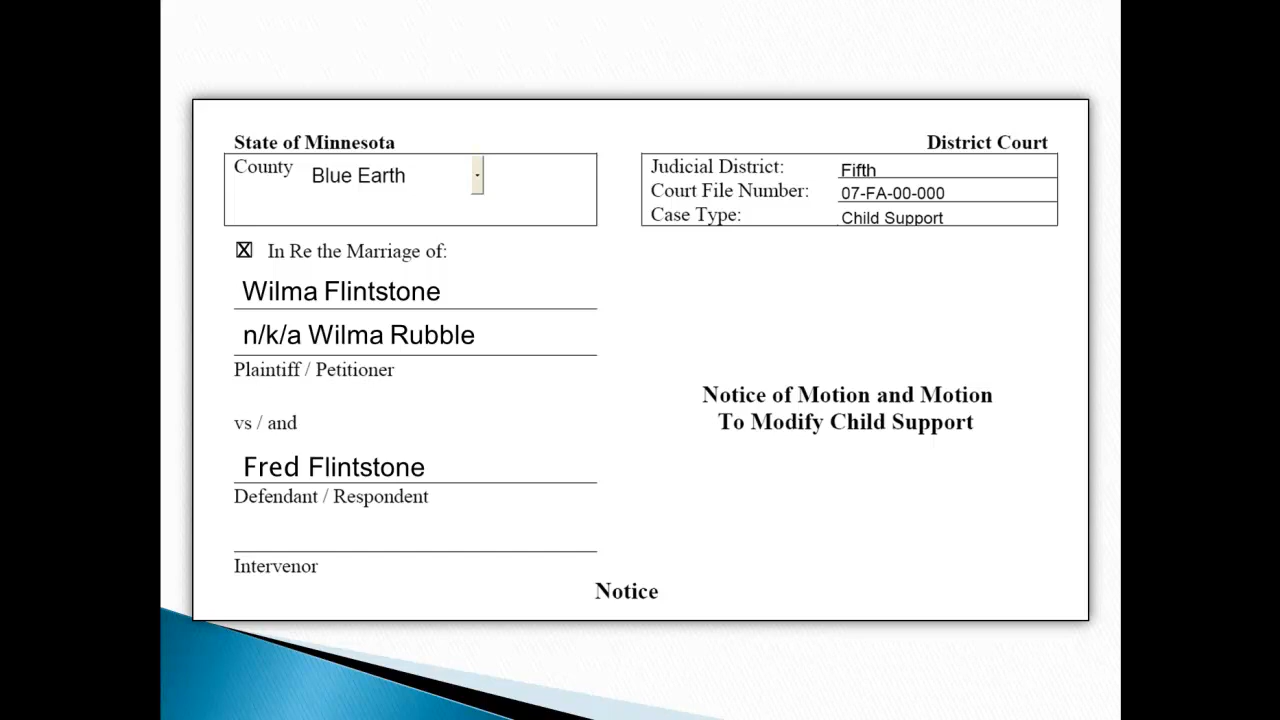 State of Minnesota
District Court
County Blue Earth
Judicial District: Fifth
Court File Number: 07-FA-00-000
Case Type: Child Support
X In Re the Marriage of:
Wilma Flintstone
n/k/a Wilma Rubble
Plaintiff / Petitioner
vs / and
Notice of Motion and Motion
To Modify Child Support
Fred Flintstone
Defendant / Respondent
Intervenor
Notice